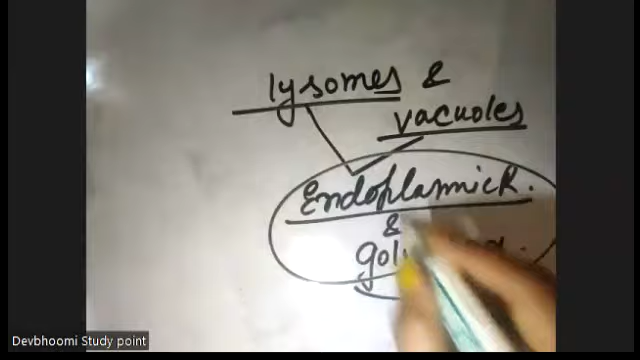 lysomes &
vacuoles
Endoplasmick.
&
Devbhoomi Study point